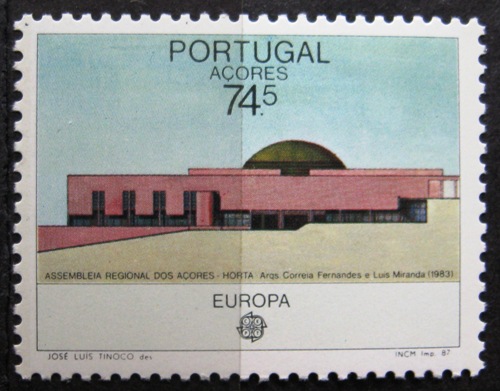 PORTUGAL
AÇORES
74.5
ASSEMBLEIA REGIONAL DOS AÇORES - HORTA Arqs Correia Fernandes e Luis Miranda (1983)
EUROPA
JOSÉ LUÍS TINOCO des INCM Imp. 87